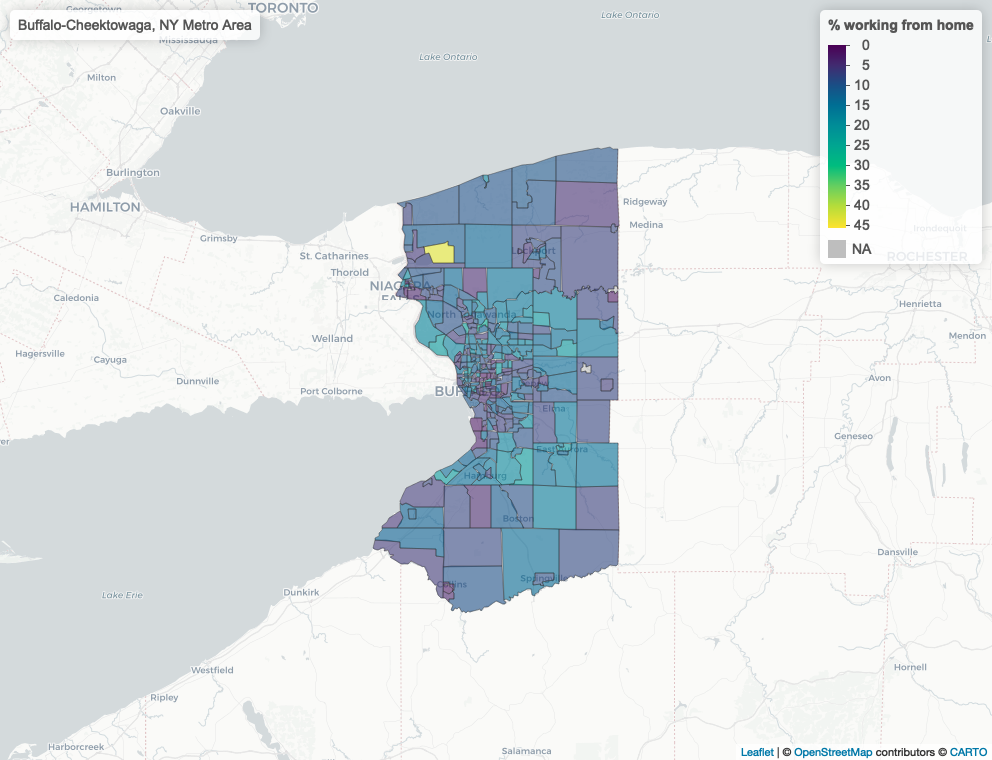 Georgetown
TORONTO
Buffalo-Cheektowaga, NY Metro Area
Lake Ontario
% working from home
Mississauga
Lake Ontario
0
5
10
15
20
25
30
35
40
45
NA
Milton
Oakville
Burlington
HAMILTON
Ridgeway
Medina
Grimsby
Irondequoit
ROCHESTER
St. Catharines
Thorold
Lockport
NIAGARA
FALLS
Caledonia
Henrietta
North Tonawanda
Welland
Mendon
Hagersville
Cayuga
Dunnville
Port Colborne
Avon
Elma
Geneseo
East Aurora
Hamburg
Boston
Dansville
Collins
Springville
Lake Erie
Dunkirk
Westfield
Hornell
Ripley
Harborcreek
Salamanca
Leaflet | © OpenStreetMap contributors © CARTO